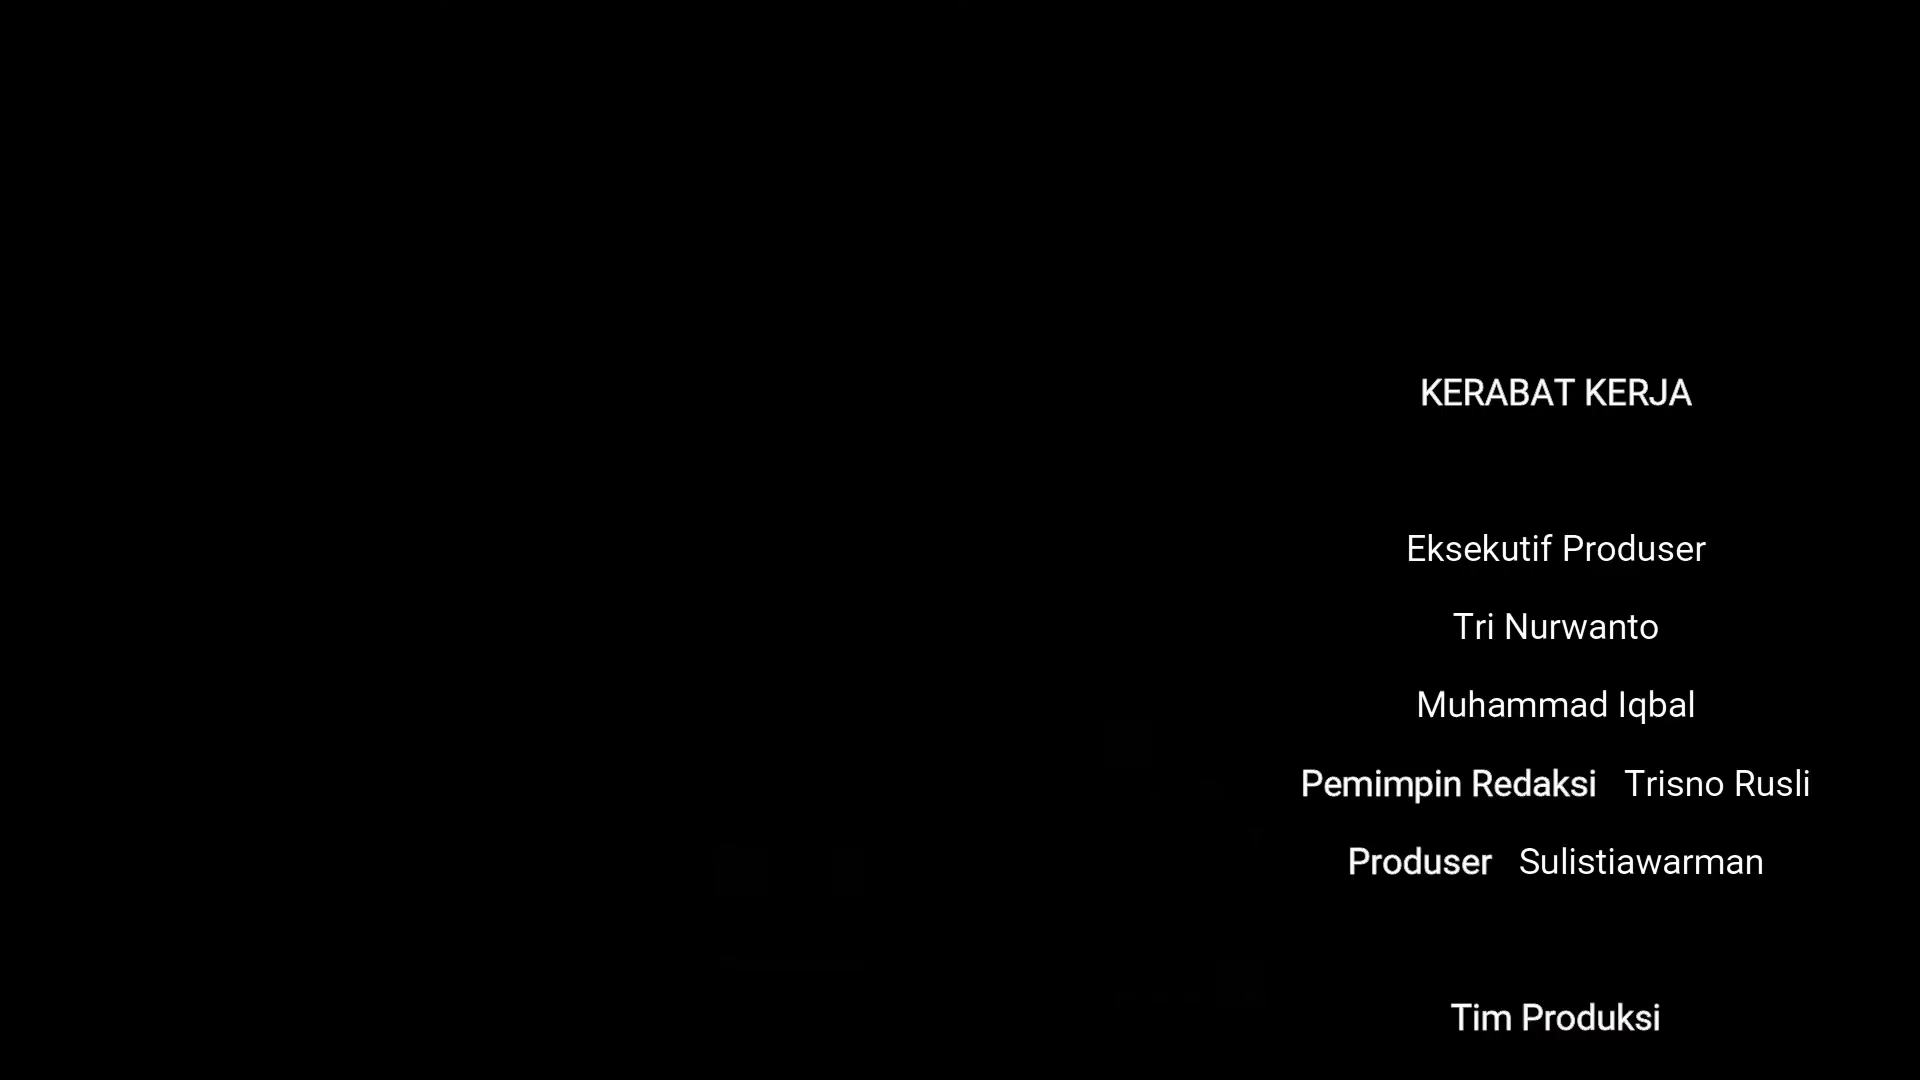 KERABAT KERJA
Eksekutif Produser
Tri Nurwanto
Muhammad Iqbal
Pemimpin Redaksi Trisno Rusli
Produser Sulistiawarman
Tim Produksi